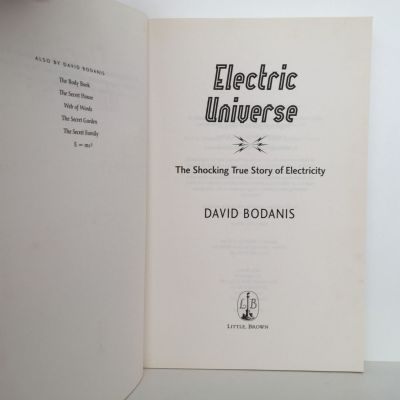 ALSO BY DAVID BODANIS
The Body Book
The Secret House
Web of Words
The Secret Garden
The Secret Family
E = mc²
Electric
Universe
The Shocking True Story of Electricity
DAVID BODANIS
L B
LITTLE, BROWN